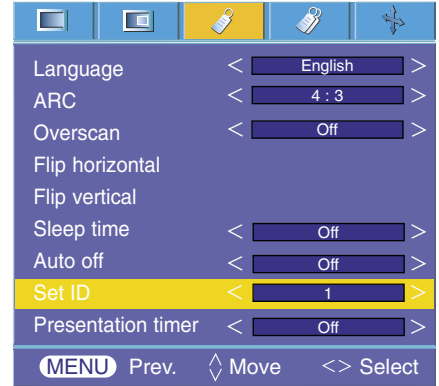 Language < English >
ARC < 4 : 3 >
Overscan < Off >
Flip horizontal
Flip vertical
Sleep time < Off >
Auto off < Off >
Set ID < 1 >
Presentation timer < Off >
MENU Prev. Move <> Select